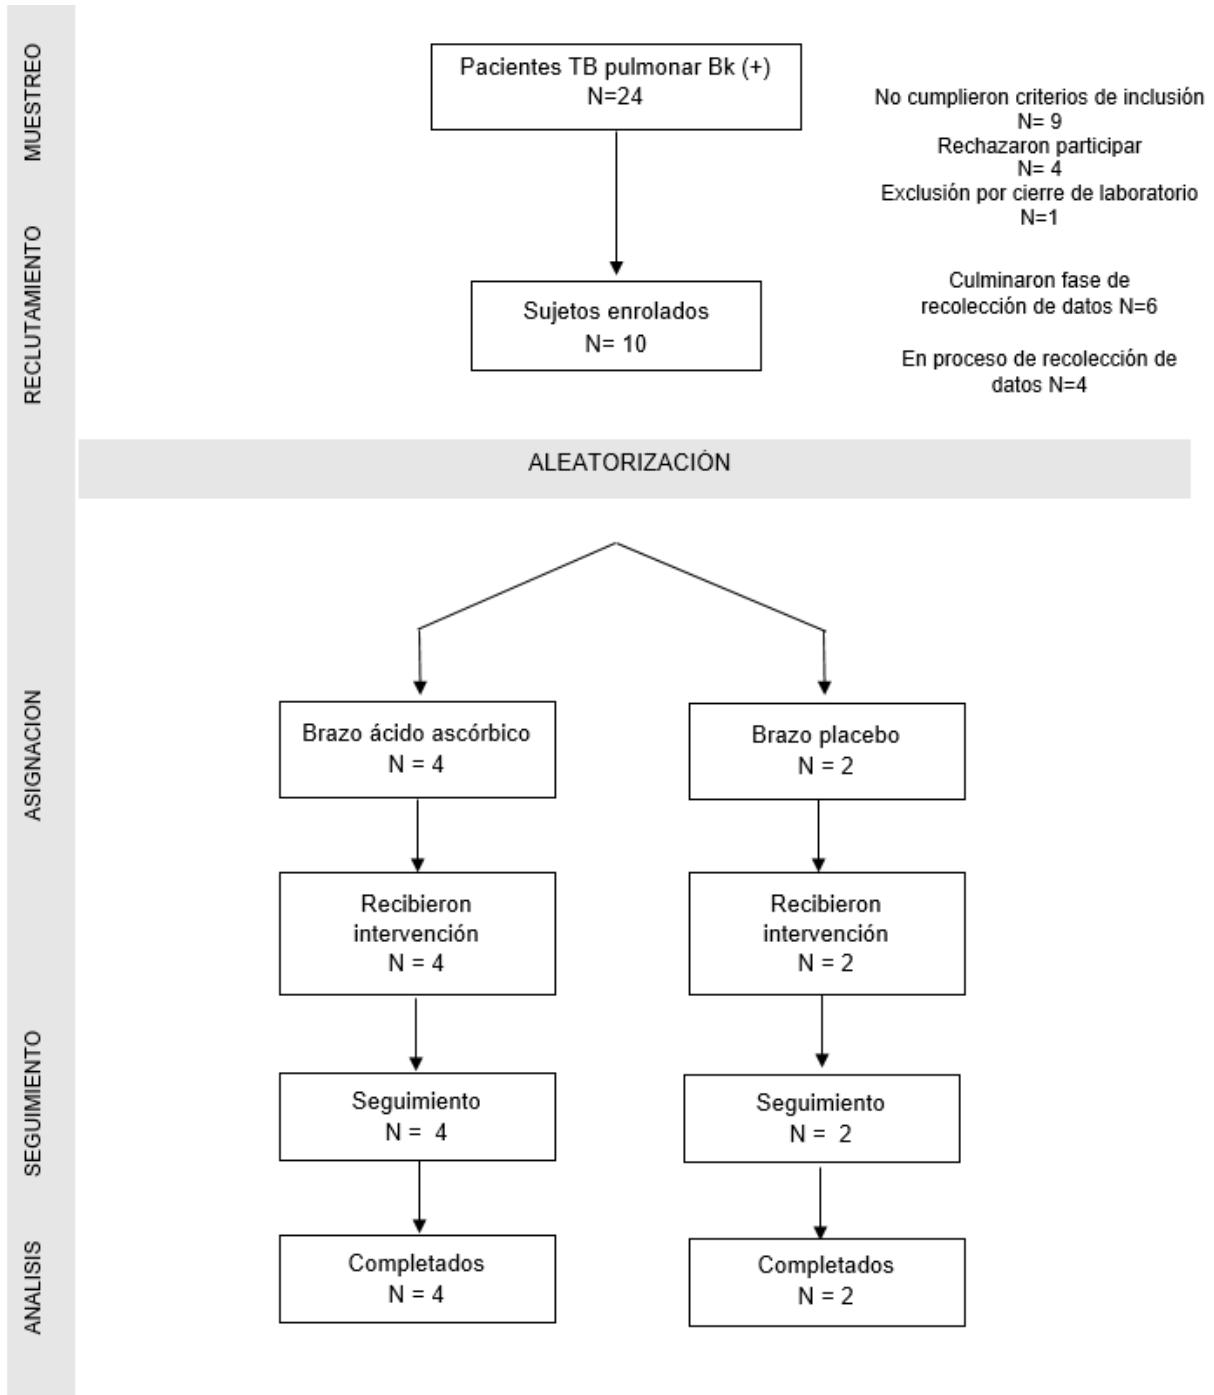 MUESTREO
Pacientes TB pulmonar Bk (+)
N=24
No cumplieron criterios de inclusión
N= 9
Rechazaron participar
N= 4
Exclusión por cierre de laboratorio
N=1
RECLUTAMIENTO
Sujetos enrolados
N= 10
Culminaron fase de
recolección de datos N=6
En proceso de recolección de
datos N=4
ALEATORIZACIÓN
ASIGNACION
Brazo ácido ascórbico
N = 4
Brazo placebo
N = 2
Recibieron
intervención
N = 4
Recibieron
intervención
N = 2
SEGUIMIENTO
Seguimiento
N = 4
Seguimiento
N = 2
ANALISIS
Completados
N = 4
Completados
N = 2